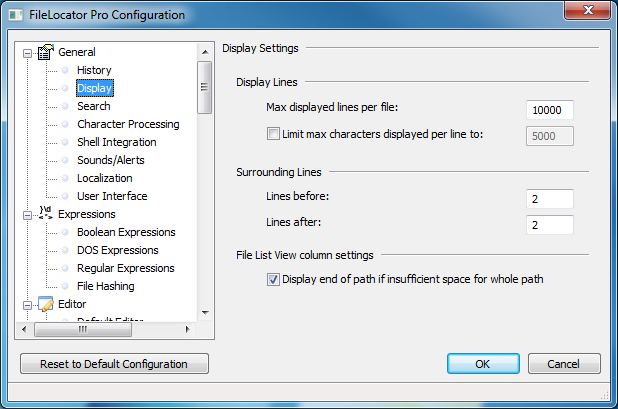 FileLocator Pro Configuration
General
History
Display
Search
Character Processing
Shell Integration
Sounds/Alerts
Localization
User Interface
Expressions
Boolean Expressions
DOS Expressions
Regular Expressions
File Hashing
Editor
Default Editor
Display Settings
Display Lines
Max displayed lines per file: 10000
Limit max characters displayed per line to: 5000
Surrounding Lines
Lines before: 2
Lines after: 2
File List View column settings
Display end of path if insufficient space for whole path
Reset to Default Configuration
OK
Cancel